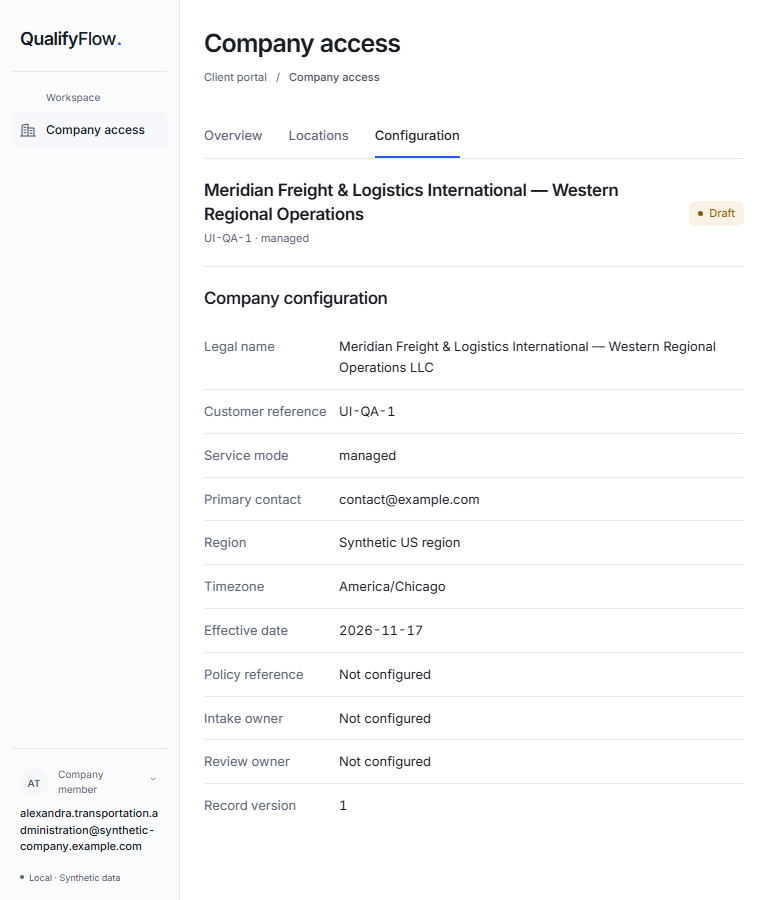 QualifyFlow.
Workspace
Company access
AT
Company
member
alexandra.transportation.a
dministration@synthetic-
company.example.com
Local · Synthetic data
Company access
Client portal / Company access
Overview Locations Configuration
Meridian Freight & Logistics International — Western
Regional Operations
UI-QA-1 · managed
Draft
Company configuration
Legal name Meridian Freight & Logistics International — Western Regional
Operations LLC
Customer reference UI-QA-1
Service mode managed
Primary contact contact@example.com
Region Synthetic US region
Timezone America/Chicago
Effective date 2026-11-17
Policy reference Not configured
Intake owner Not configured
Review owner Not configured
Record version 1